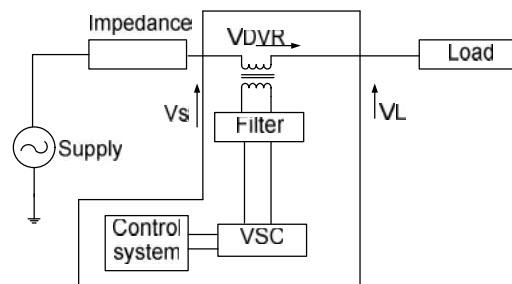 Impedance
VDVR
Load
Vs
VL
Filter
Supply
Control
system
VSC